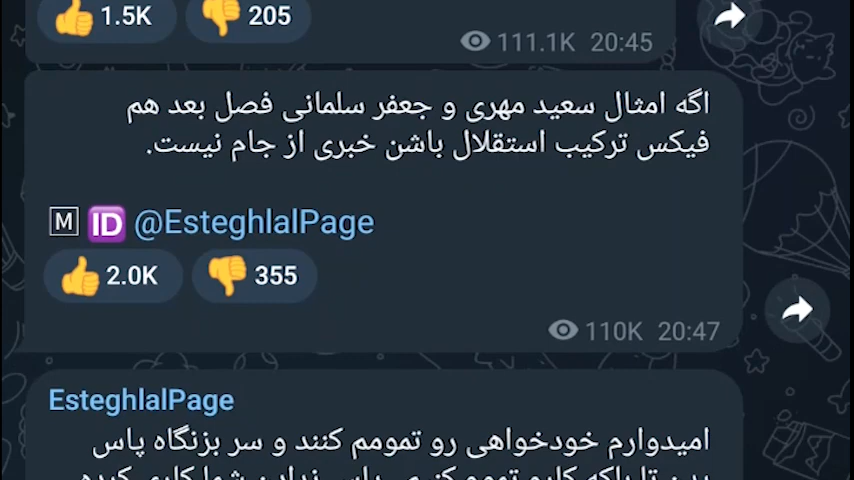 1.5K 205
111.1K 20:45
اگه امثال سعید مهری و جعفر سلمانی فصل بعد هم
فیکس ترکیب استقلال باشن خبری از جام نیست.
M ID @EsteghlalPage
2.0K 355
110K 20:47
EsteghlalPage
امیدوارم خودخواهی رو تمومم کنند و سر بزنگاه پاس